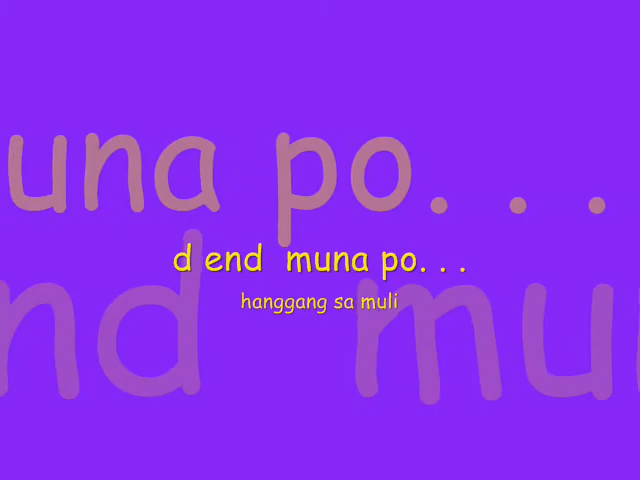 una po. . .
d end muna po. . .
hanggang sa muli
nd mu